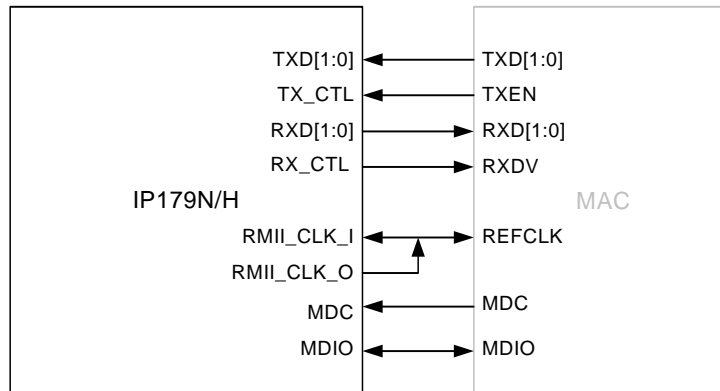 TXD[1:0] TXD[1:0]
TX_CTL TXEN
RXD[1:0] RXD[1:0]
RX_CTL RXDV
IP179N/H MAC
RMII_CLK_I REFCLK
RMII_CLK_O
MDC MDC
MDIO MDIO